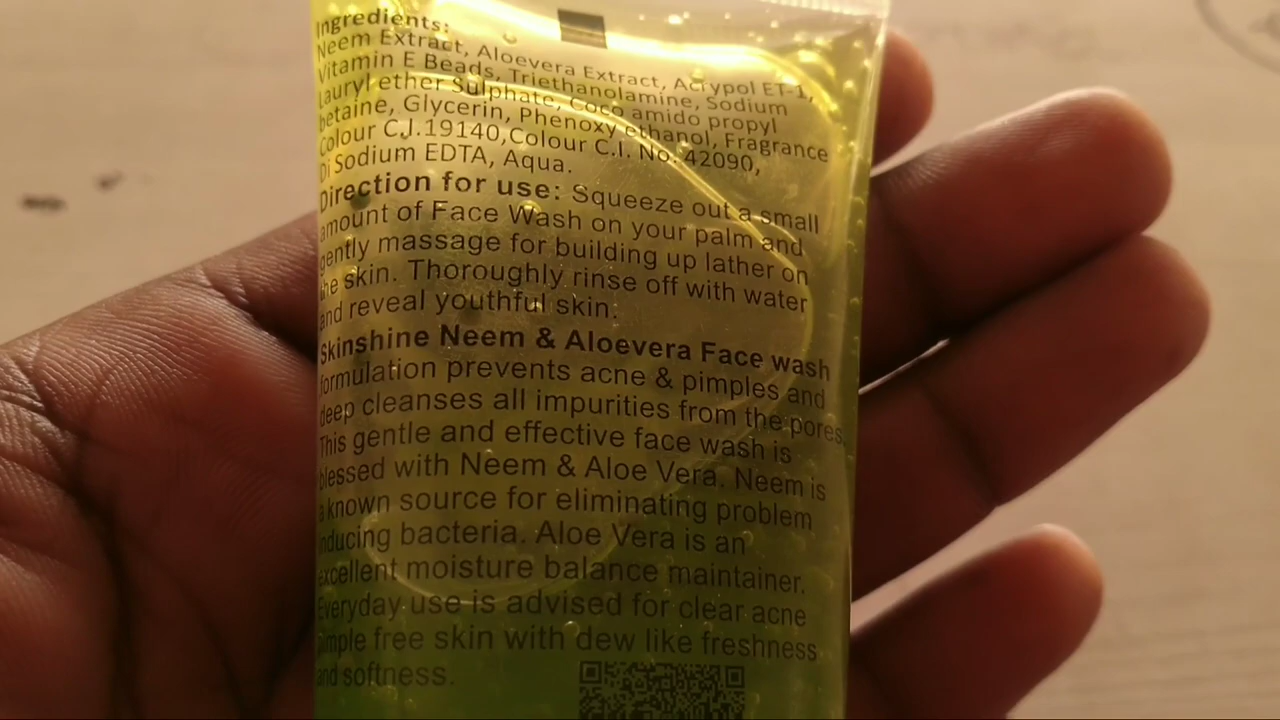 Ingredients:
Neem Extract, Aloevera Extract, Acrypol ET-1,
Vitamin E Beads, Triethanolamine, Sodium
Lauryl ether Sulphate, Coco amido propyl
betaine, Glycerin, Phenoxy ethanol, Fragrance
Colour C.I.19140,Colour C.I. No. 42090,
Di Sodium EDTA, Aqua.
Direction for use: Squeeze out a small
amount of Face Wash on your palm and
gently massage for building up lather on
the skin. Thoroughly rinse off with water
and reveal youthful skin:
Skinshine Neem & Aloevera Face wash
formulation prevents acne & pimples and
deep cleanses all impurities from the pores.
This gentle and effective face wash is
blessed with Neem & Aloe Vera. Neem is
a known source for eliminating problem
inducing bacteria. Aloe Vera is an
excellent moisture balance maintainer.
Everyday use is advised for clear acne
pimple free skin with dew like freshness
and softness.